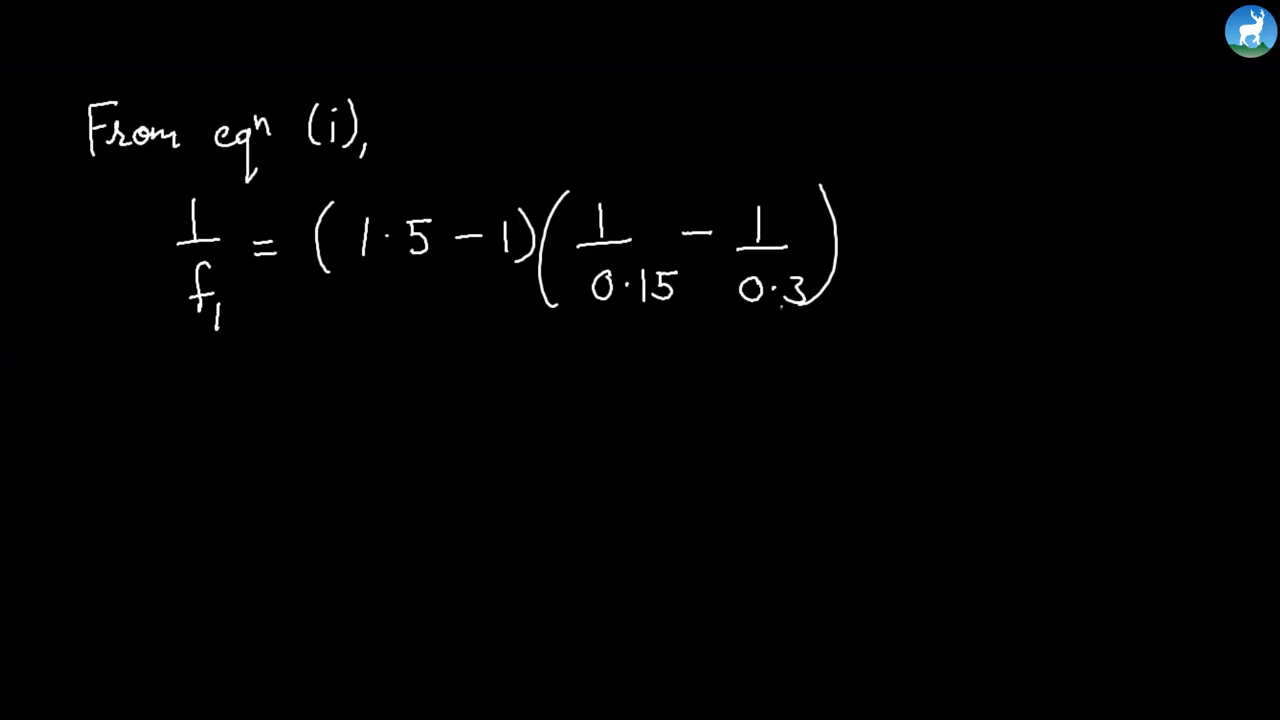 From eqⁿ (i),
1/f₁ = (1·5 − 1)(1/0·15 − 1/0·3)